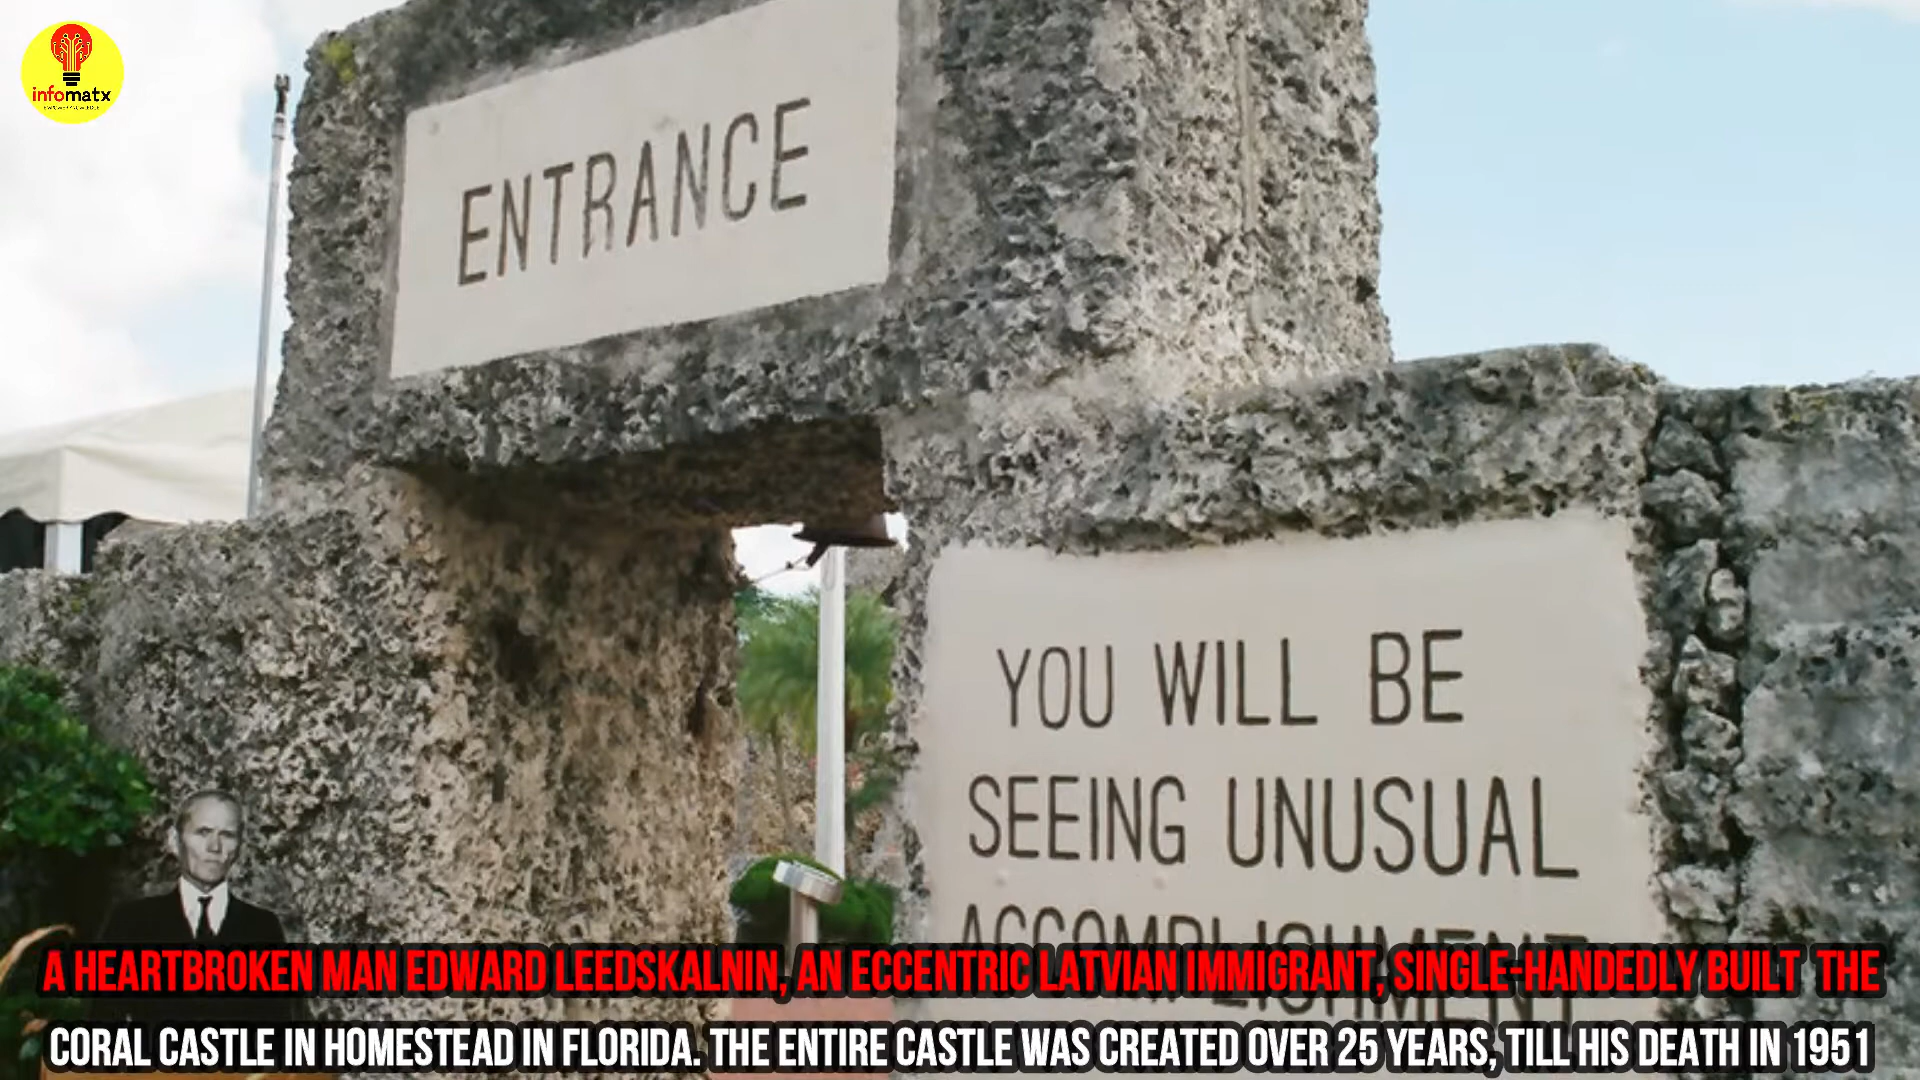 infomatx
ENTRANCE
YOU WILL BE
SEEING UNUSUAL
ACCOMPLISHMENT
A HEARTBROKEN MAN EDWARD LEEDSKALNIN, AN ECCENTRIC LATVIAN IMMIGRANT, SINGLE-HANDEDLY BUILT THE
CORAL CASTLE IN HOMESTEAD IN FLORIDA. THE ENTIRE CASTLE WAS CREATED OVER 25 YEARS, TILL HIS DEATH IN 1951